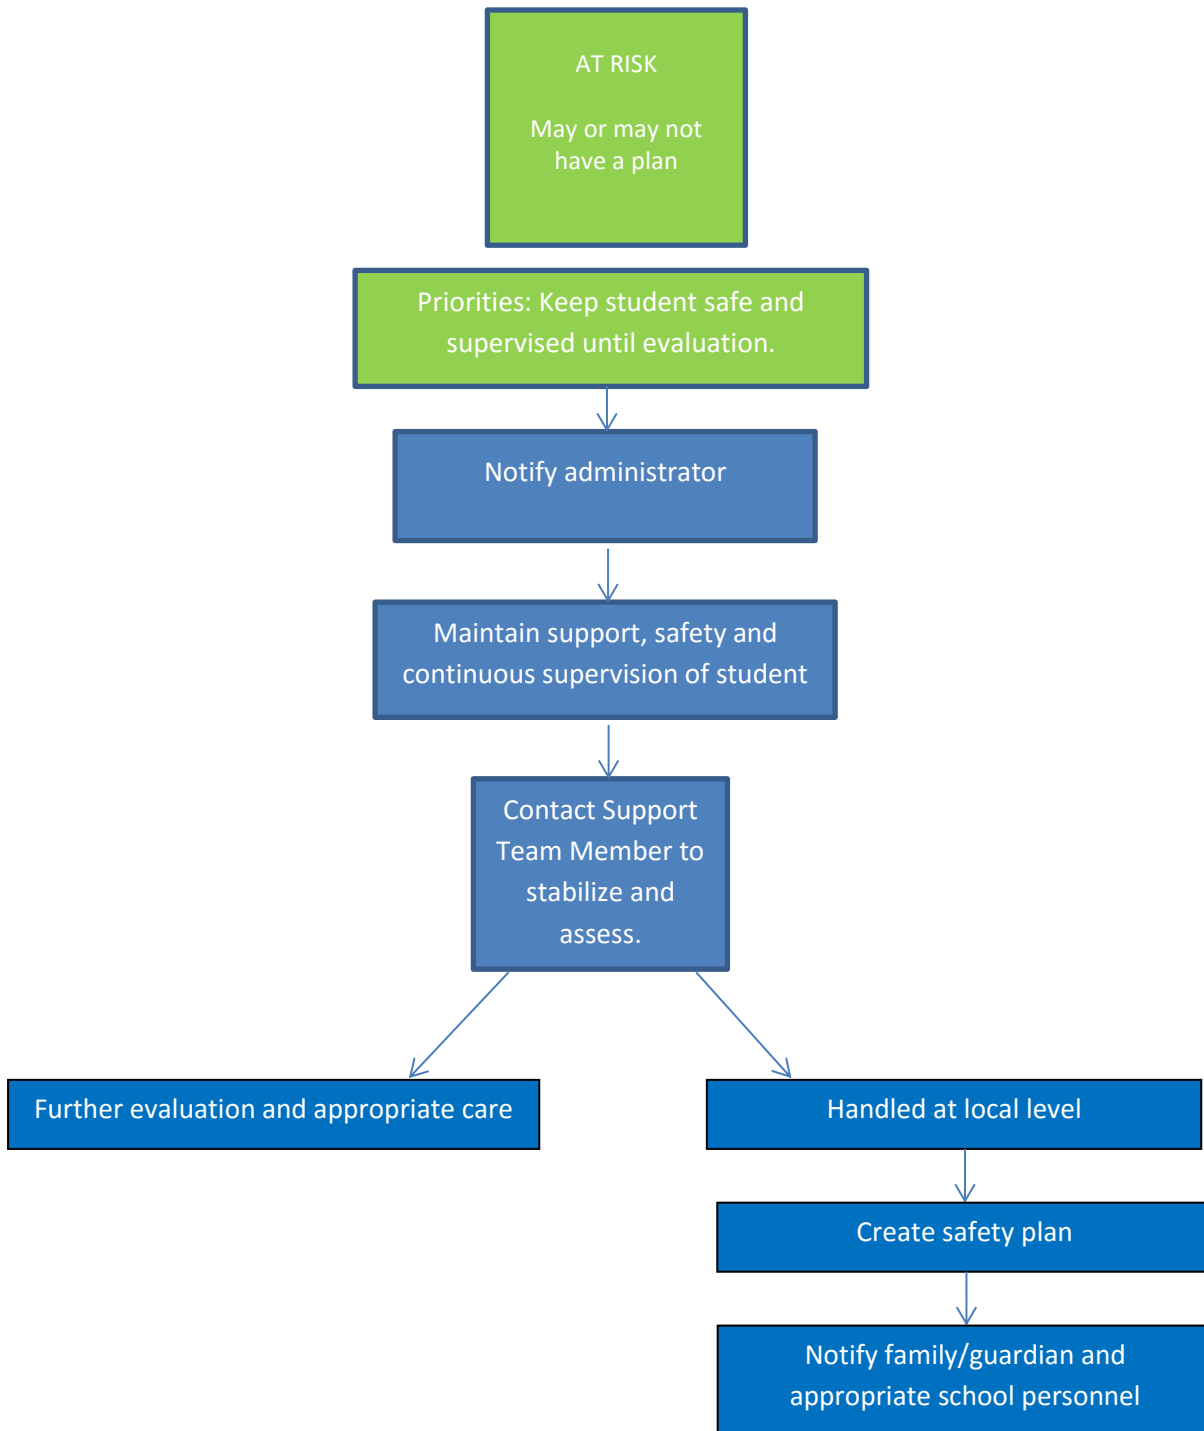 AT RISK
May or may not
have a plan
Priorities: Keep student safe and
supervised until evaluation.
Notify administrator
Maintain support, safety and
continuous supervision of student
Contact Support
Team Member to
stabilize and
assess.
Further evaluation and appropriate care
Handled at local level
Create safety plan
Notify family/guardian and
appropriate school personnel